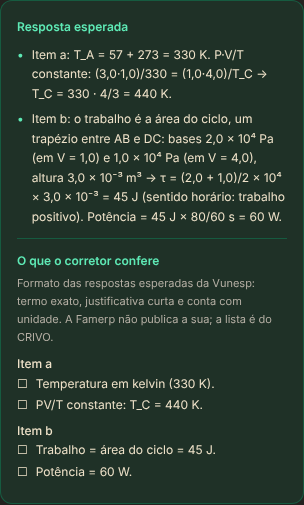 Resposta esperada
• Item a: T_A = 57 + 273 = 330 K. P·V/T
constante: (3,0·1,0)/330 = (1,0·4,0)/T_C →
T_C = 330 · 4/3 = 440 K.
• Item b: o trabalho é a área do ciclo, um
trapézio entre AB e DC: bases 2,0 × 10⁴ Pa
(em V = 1,0) e 1,0 × 10⁴ Pa (em V = 4,0),
altura 3,0 × 10⁻³ m³ → τ = (2,0 + 1,0)/2 × 10⁴
× 3,0 × 10⁻³ = 45 J (sentido horário: trabalho
positivo). Potência = 45 J × 80/60 s = 60 W.
O que o corretor confere
Formato das respostas esperadas da Vunesp:
termo exato, justificativa curta e conta com
unidade. A Famerp não publica a sua; a lista é do
CRIVO.
Item a
☐ Temperatura em kelvin (330 K).
☐ PV/T constante: T_C = 440 K.
Item b
☐ Trabalho = área do ciclo = 45 J.
☐ Potência = 60 W.